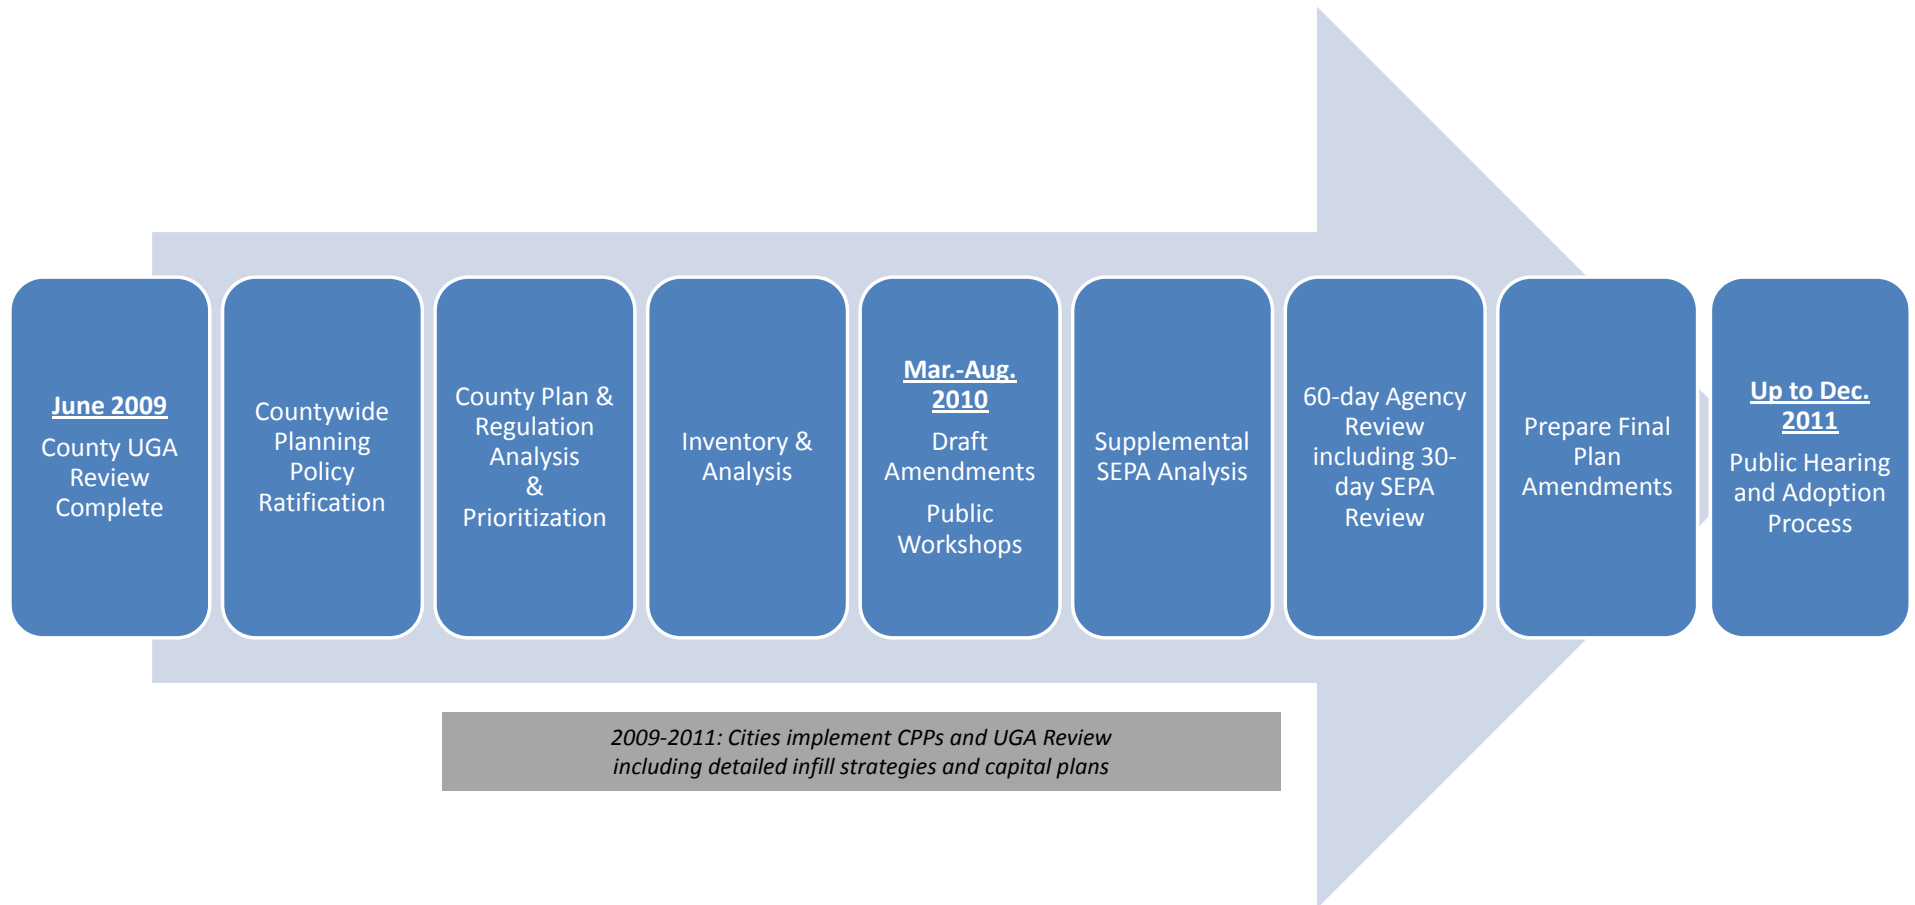 June 2009
County UGA
Review
Complete
Countywide
Planning
Policy
Ratification
County Plan &
Regulation
Analysis
&
Prioritization
Inventory &
Analysis
Mar.-Aug.
2010
Draft
Amendments
Public
Workshops
Supplemental
SEPA Analysis
60-day Agency
Review
including 30-
day SEPA
Review
Prepare Final
Plan
Amendments
Up to Dec.
2011
Public Hearing
and Adoption
Process
2009-2011: Cities implement CPPs and UGA Review
including detailed infill strategies and capital plans